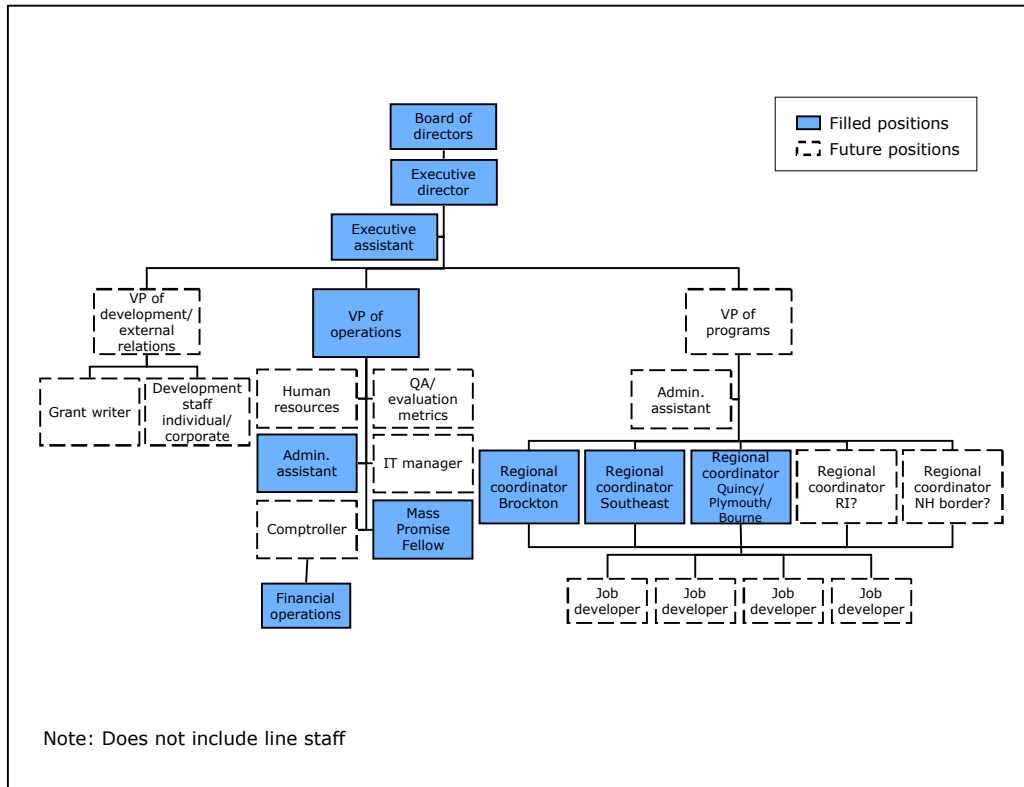 Board of
directors
Filled positions
Future positions
Executive
director
Executive
assistant
VP of
development/
external
relations
VP of
operations
VP of
programs
Grant writer
Development
staff
individual/
corporate
Human
resources
QA/
evaluation
metrics
Admin.
assistant
Admin.
assistant
IT manager
Comptroller
Mass
Promise
Fellow
Financial
operations
Regional
coordinator
Brockton
Regional
coordinator
Southeast
Regional
coordinator
Quincy/
Plymouth/
Bourne
Regional
coordinator
RI?
Regional
coordinator
NH border?
Job
developer
Job
developer
Job
developer
Job
developer
Note: Does not include line staff